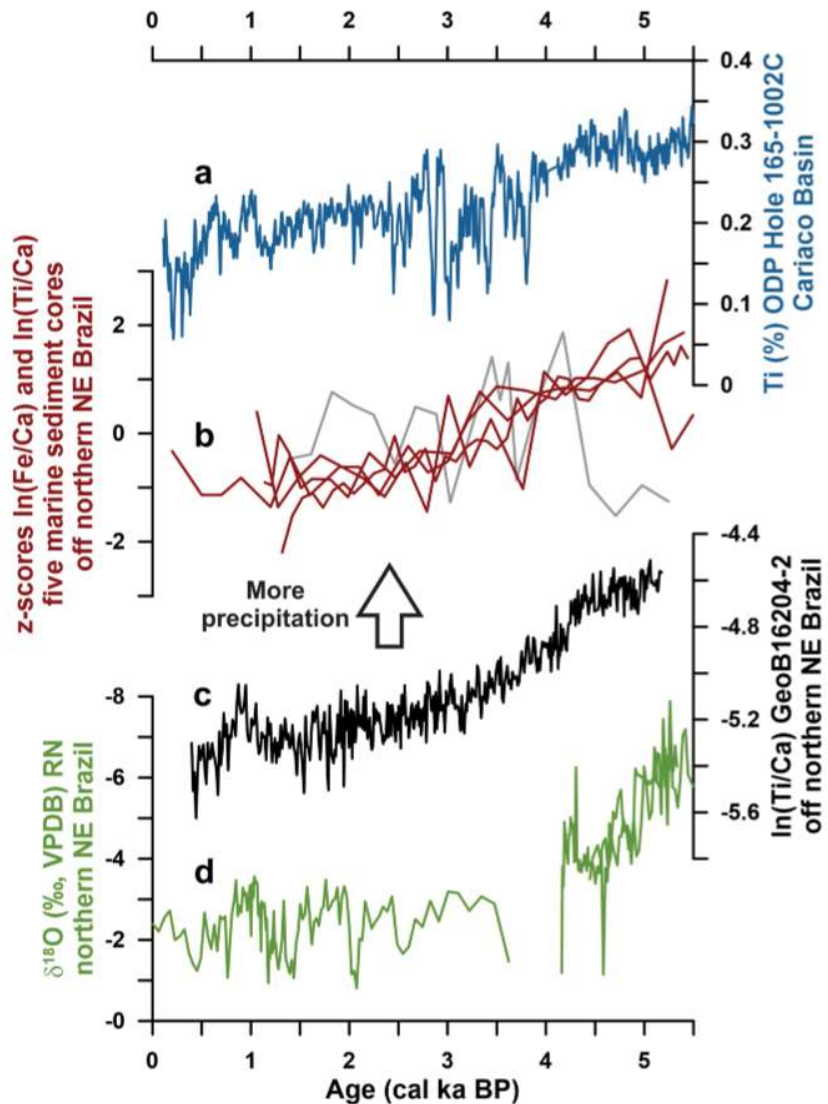 0 1 2 3 4 5
0.4
0.3
0.2
0.1
0
Ti (%) ODP Hole 165-1002C
Cariaco Basin
a
z-scores ln(Fe/Ca) and ln(Ti/Ca)
five marine sediment cores
off northern NE Brazil
2
0
-2
b
More
precipitation
-4.4
-4.8
-5.2
-5.6
ln(Ti/Ca) GeoB16204-2
off northern NE Brazil
c
δ¹⁸O (‰, VPDB) RN
northern NE Brazil
-8
-6
-4
-2
-0
d
0 1 2 3 4 5
Age (cal ka BP)